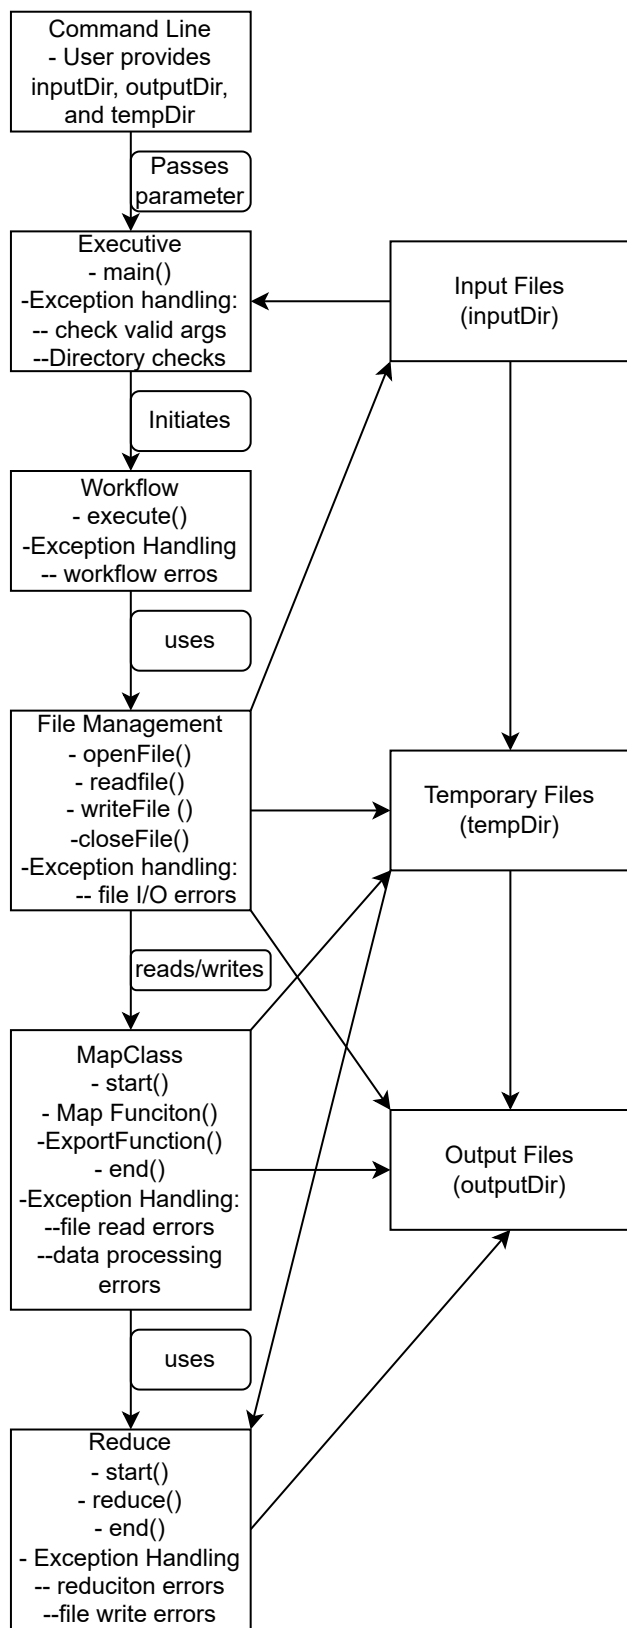 Command Line
- User provides
inputDir, outputDir,
and tempDir
Passes
parameter
Executive
- main()
-Exception handling:
-- check valid args
--Directory checks
Input Files
(inputDir)
Initiates
Workflow
- execute()
-Exception Handling
-- workflow erros
uses
File Management
- openFile()
- readfile()
- writeFile ()
-closeFile()
-Exception handling:
-- file I/O errors
Temporary Files
(tempDir)
reads/writes
MapClass
- start()
- Map Funciton()
-ExportFunction()
- end()
-Exception Handling:
--file read errors
--data processing
errors
Output Files
(outputDir)
uses
Reduce
- start()
- reduce()
- end()
- Exception Handling
-- reduciton errors
--file write errors